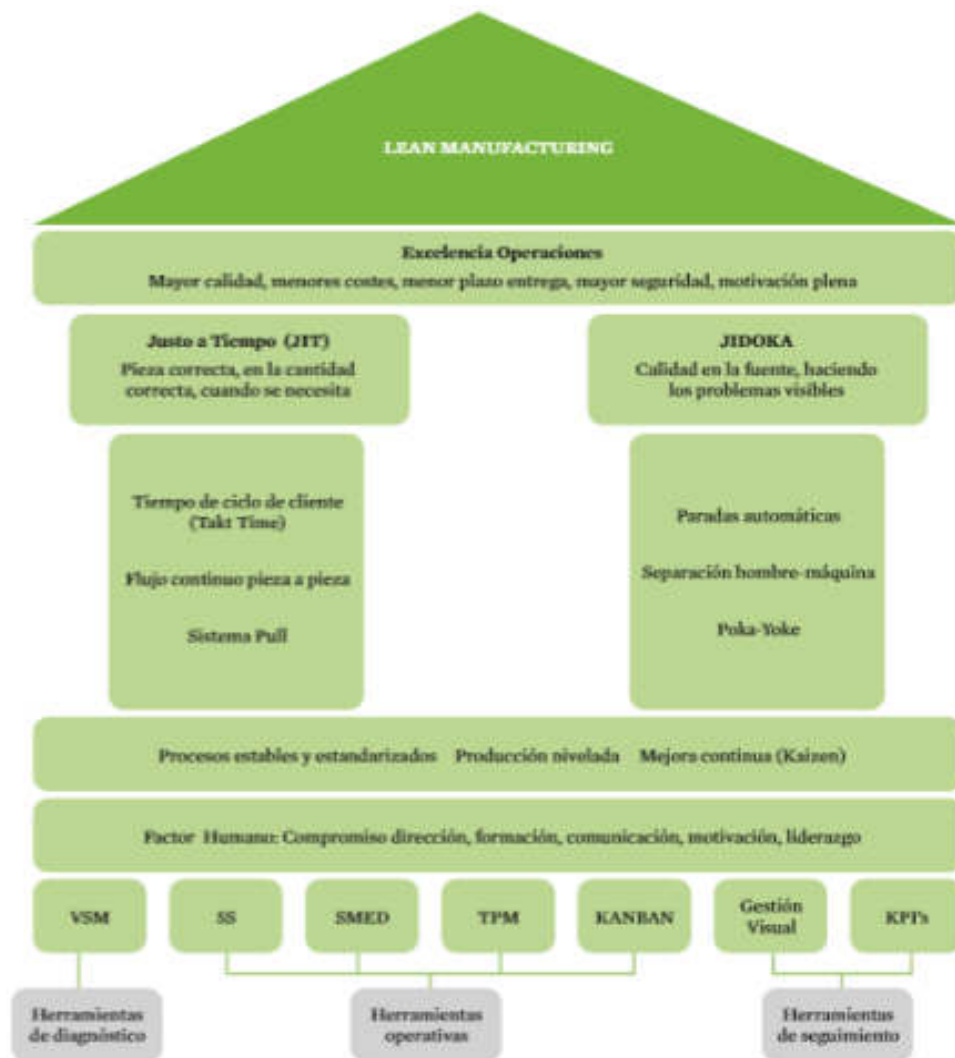 LEAN MANUFACTURING
Excelencia Operaciones
Mayor calidad, menores costes, menor plazo entrega, mayor seguridad, motivación plena
Justo a Tiempo (JIT)
Pieza correcta, en la cantidad
correcta, cuando se necesita
JIDOKA
Calidad en la fuente, haciendo
los problemas visibles
Tiempo de ciclo de cliente
(Takt Time)
Flujo continuo pieza a pieza
Sistema Pull
Paradas automáticas
Separación hombre-máquina
Poka-Yoke
Procesos estables y estandarizados Producción nivelada Mejora continua (Kaizen)
Factor Humano: Compromiso dirección, formación, comunicación, motivación, liderazgo
VSM
5S
SMED
TPM
KANBAN
Gestión
Visual
KPI's
Herramientas
de diagnóstico
Herramientas
operativas
Herramientas
de seguimiento